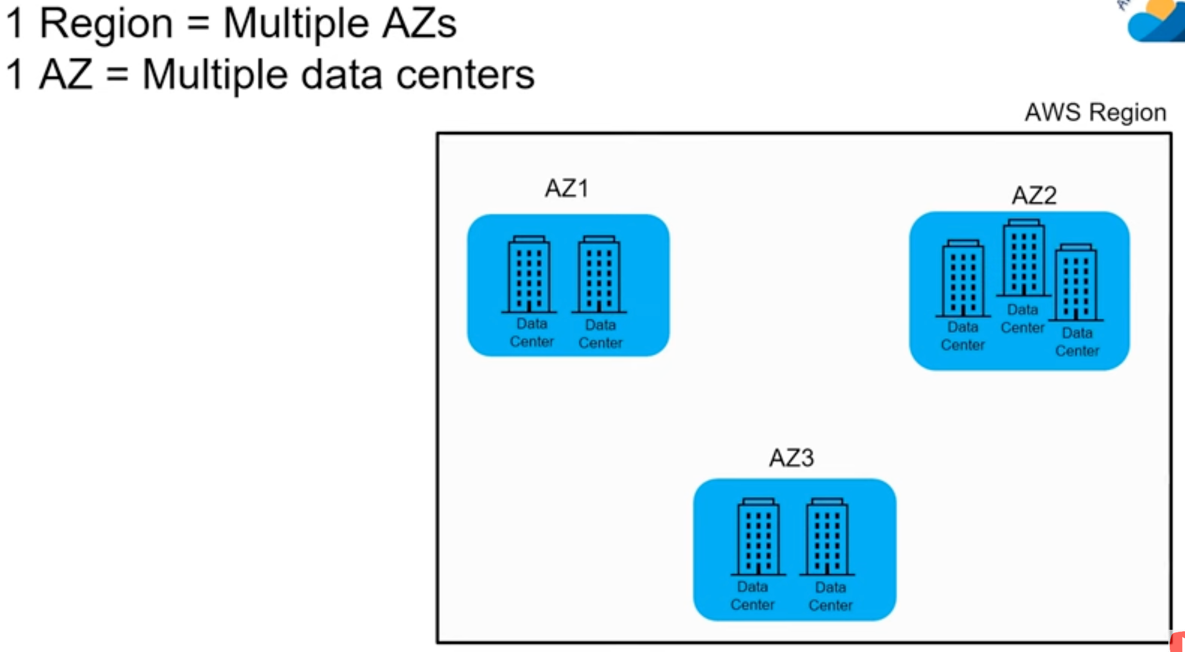 1 Region = Multiple AZs
1 AZ = Multiple data centers
AWS Region
AZ1
Data
Center
Data
Center
AZ2
Data
Center
Data
Center
Data
Center
AZ3
Data
Center
Data
Center